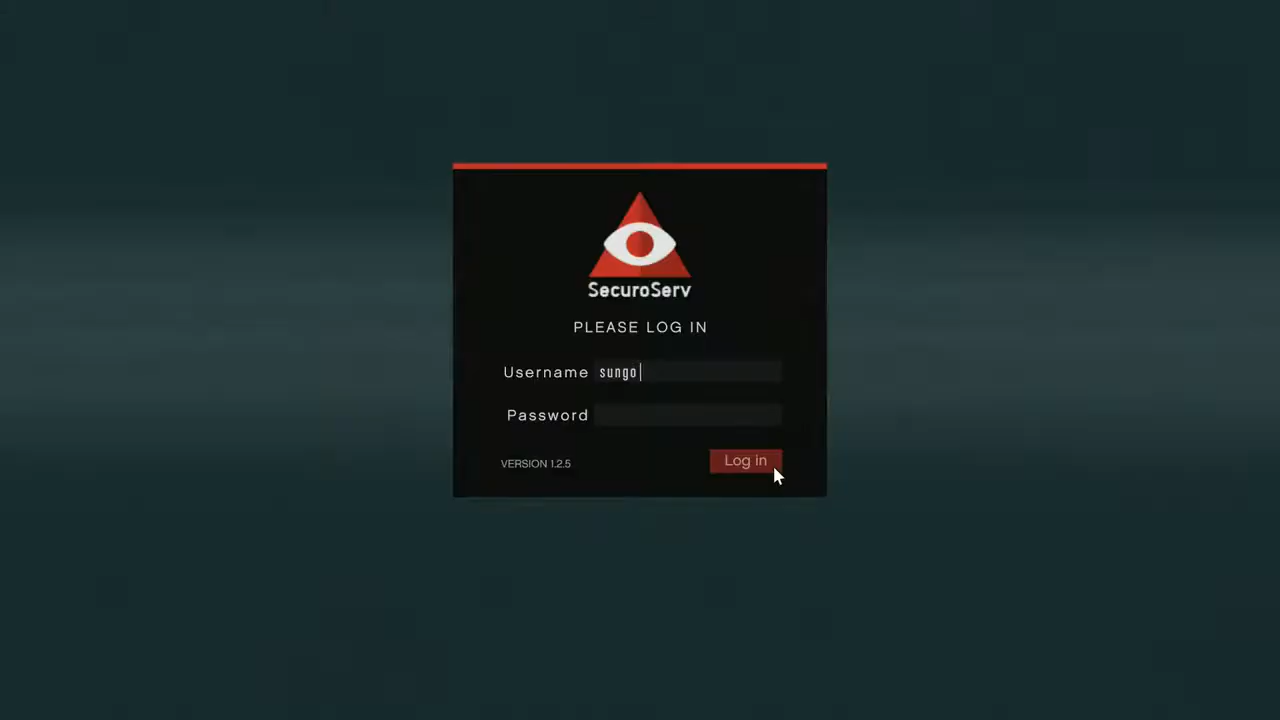 SecuroServ
PLEASE LOG IN
Username sungo
Password
VERSION 1.2.5 Log in